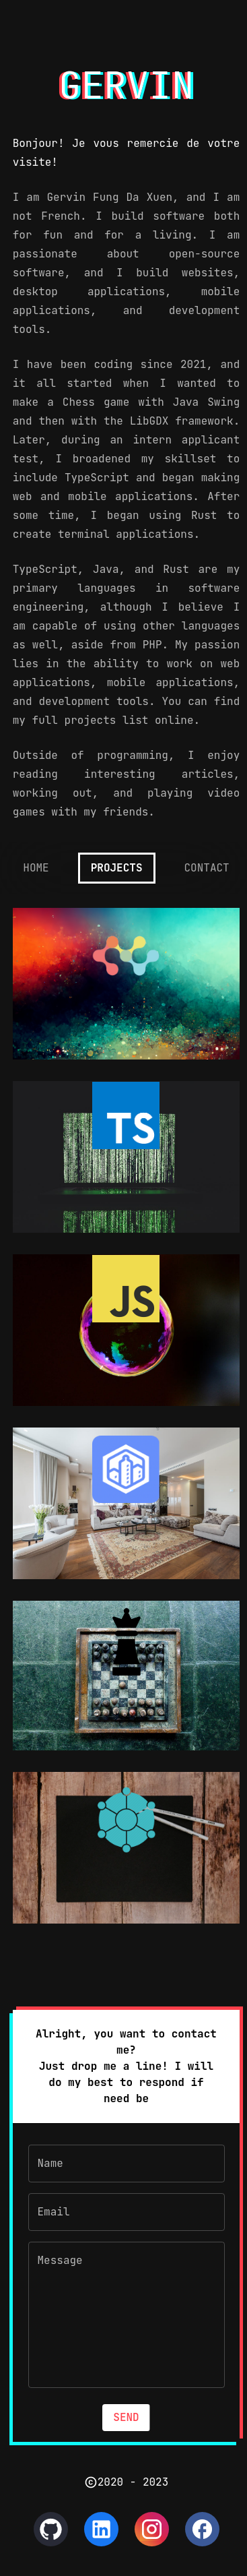 GERVIN
Bonjour! Je vous remercie de votre
visite!
I am Gervin Fung Da Xuen, and I am
not French. I build software both
for fun and for a living. I am
passionate about open-source
software, and I build websites,
desktop applications, mobile
applications, and development
tools.
I have been coding since 2021, and
it all started when I wanted to
make a Chess game with Java Swing
and then with the LibGDX framework.
Later, during an intern applicant
test, I broadened my skillset to
include TypeScript and began making
web and mobile applications. After
some time, I began using Rust to
create terminal applications.
TypeScript, Java, and Rust are my
primary languages in software
engineering, although I believe I
am capable of using other languages
as well, aside from PHP. My passion
lies in the ability to work on web
applications, mobile applications,
and development tools. You can find
my full projects list online.
Outside of programming, I enjoy
reading interesting articles,
working out, and playing video
games with my friends.
HOME PROJECTS CONTACT
TS
JS
Alright, you want to contact
me?
Just drop me a line! I will
do my best to respond if
need be
Name
Email
Message
SEND
©2020 - 2023
in